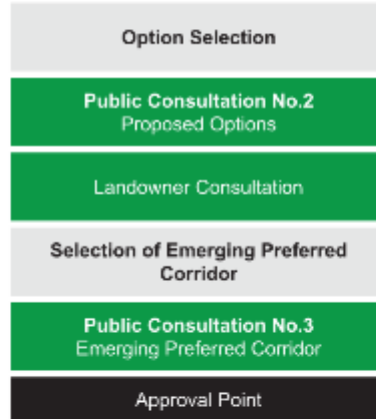 Option Selection
Public Consultation No.2
Proposed Options
Landowner Consultation
Selection of Emerging Preferred
Corridor
Public Consultation No.3
Emerging Preferred Corridor
Approval Point